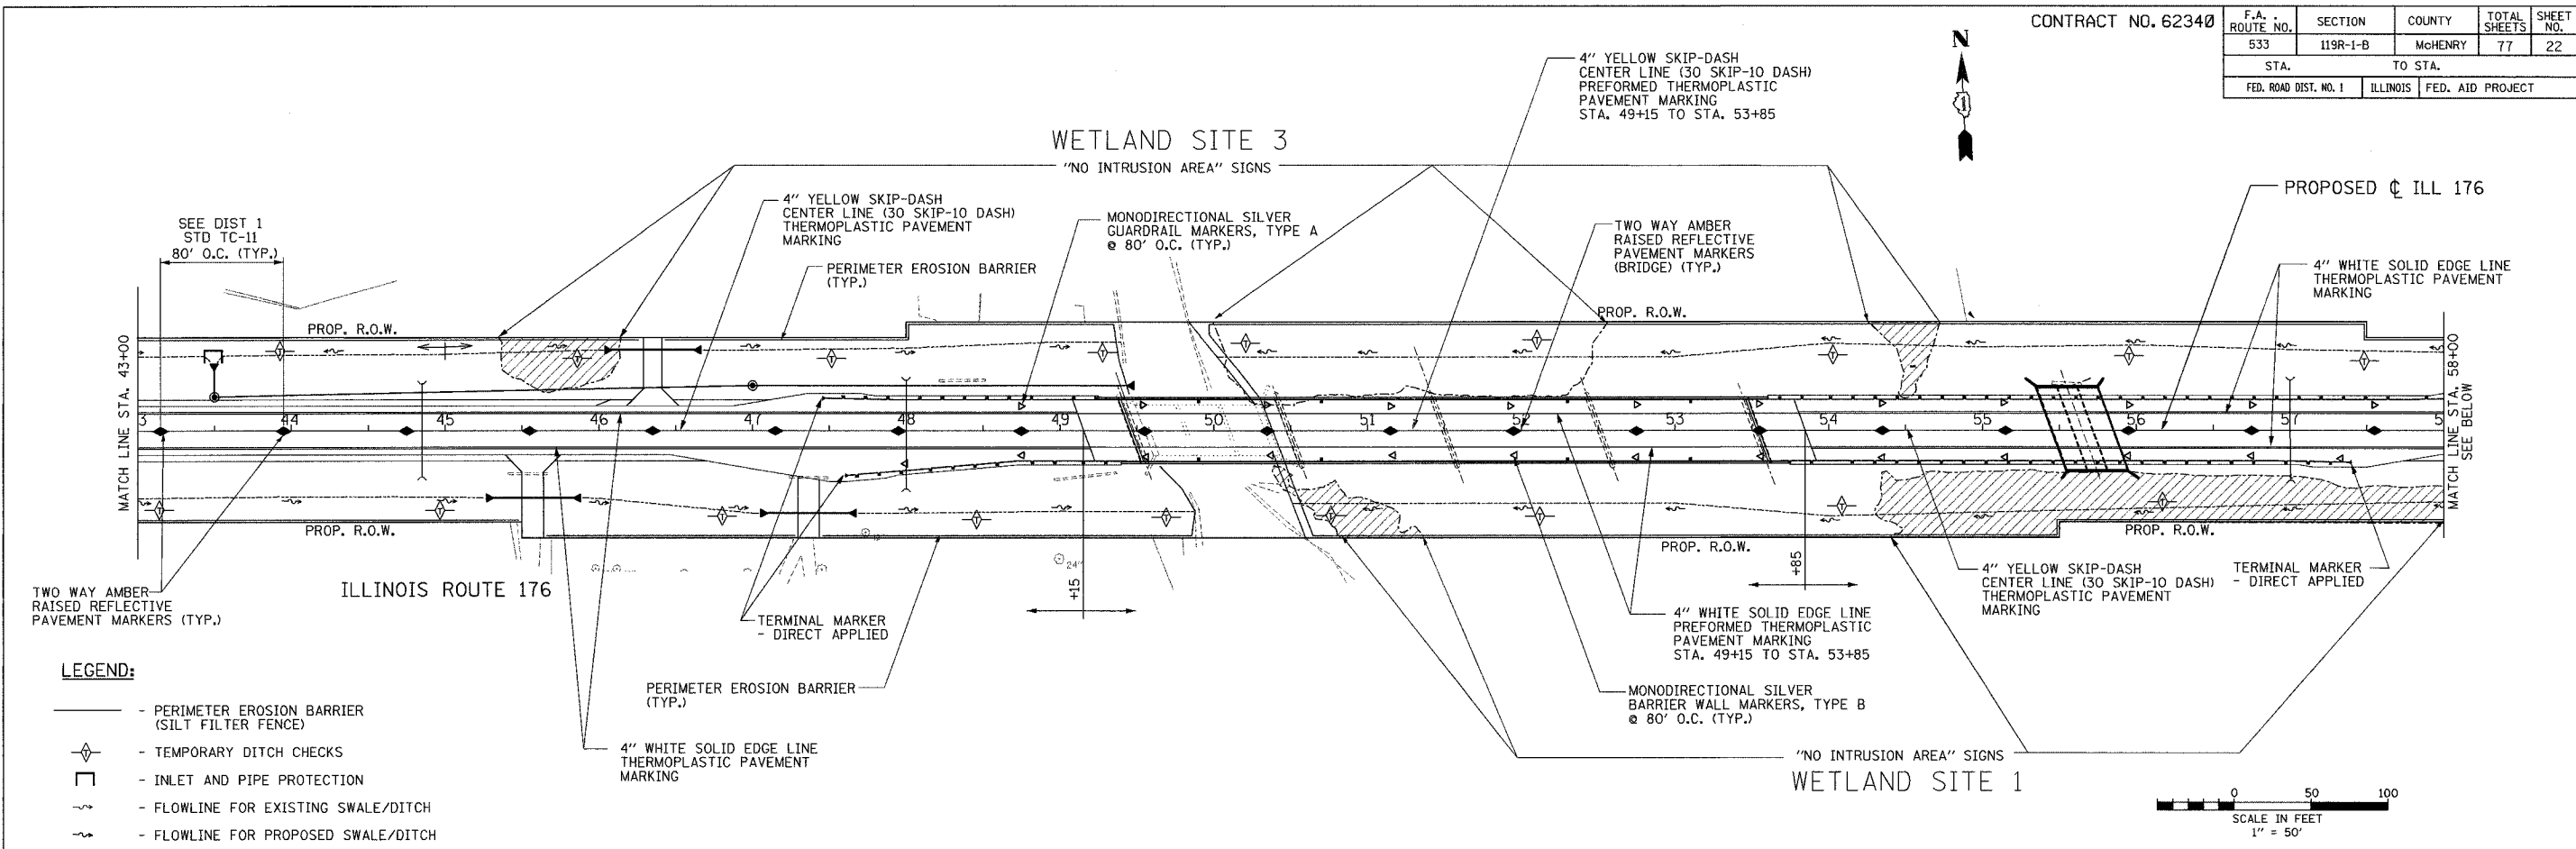 CONTRACT NO. 62340
F.A. . ROUTE NO.
SECTION
COUNTY
TOTAL SHEETS
SHEET NO.
533
119R-1-B
McHENRY
77
22
STA.
TO STA.
FED. ROAD DIST. NO. 1
ILLINOIS
FED. AID PROJECT
N
4" YELLOW SKIP-DASH
CENTER LINE (30 SKIP-10 DASH)
PREFORMED THERMOPLASTIC
PAVEMENT MARKING
STA. 49+15 TO STA. 53+85
WETLAND SITE 3
"NO INTRUSION AREA" SIGNS
PROPOSED ℄ ILL 176
SEE DIST 1
STD TC-11
80' O.C. (TYP.)
4" YELLOW SKIP-DASH
CENTER LINE (30 SKIP-10 DASH)
THERMOPLASTIC PAVEMENT
MARKING
MONODIRECTIONAL SILVER
GUARDRAIL MARKERS, TYPE A
@ 80' O.C. (TYP.)
TWO WAY AMBER
RAISED REFLECTIVE
PAVEMENT MARKERS
(BRIDGE) (TYP.)
PERIMETER EROSION BARRIER
(TYP.)
4" WHITE SOLID EDGE LINE
THERMOPLASTIC PAVEMENT
MARKING
PROP. R.O.W.
PROP. R.O.W.
MATCH LINE STA. 43+00
3
44
45
46
47
48
49
50
51
52
53
54
55
56
57
5
MATCH LINE STA. 58+00
SEE BELOW
PROP. R.O.W.
PROP. R.O.W.
PROP. R.O.W.
24"
+15
+85
ILLINOIS ROUTE 176
TWO WAY AMBER
RAISED REFLECTIVE
PAVEMENT MARKERS (TYP.)
TERMINAL MARKER
- DIRECT APPLIED
4" WHITE SOLID EDGE LINE
PREFORMED THERMOPLASTIC
PAVEMENT MARKING
STA. 49+15 TO STA. 53+85
4" YELLOW SKIP-DASH
CENTER LINE (30 SKIP-10 DASH)
THERMOPLASTIC PAVEMENT
MARKING
TERMINAL MARKER
- DIRECT APPLIED
PERIMETER EROSION BARRIER
(TYP.)
MONODIRECTIONAL SILVER
BARRIER WALL MARKERS, TYPE B
@ 80' O.C. (TYP.)
4" WHITE SOLID EDGE LINE
THERMOPLASTIC PAVEMENT
MARKING
"NO INTRUSION AREA" SIGNS
WETLAND SITE 1
LEGEND:
- PERIMETER EROSION BARRIER
(SILT FILTER FENCE)
T
- TEMPORARY DITCH CHECKS
- INLET AND PIPE PROTECTION
- FLOWLINE FOR EXISTING SWALE/DITCH
- FLOWLINE FOR PROPOSED SWALE/DITCH
0
50
100
SCALE IN FEET
1" = 50'